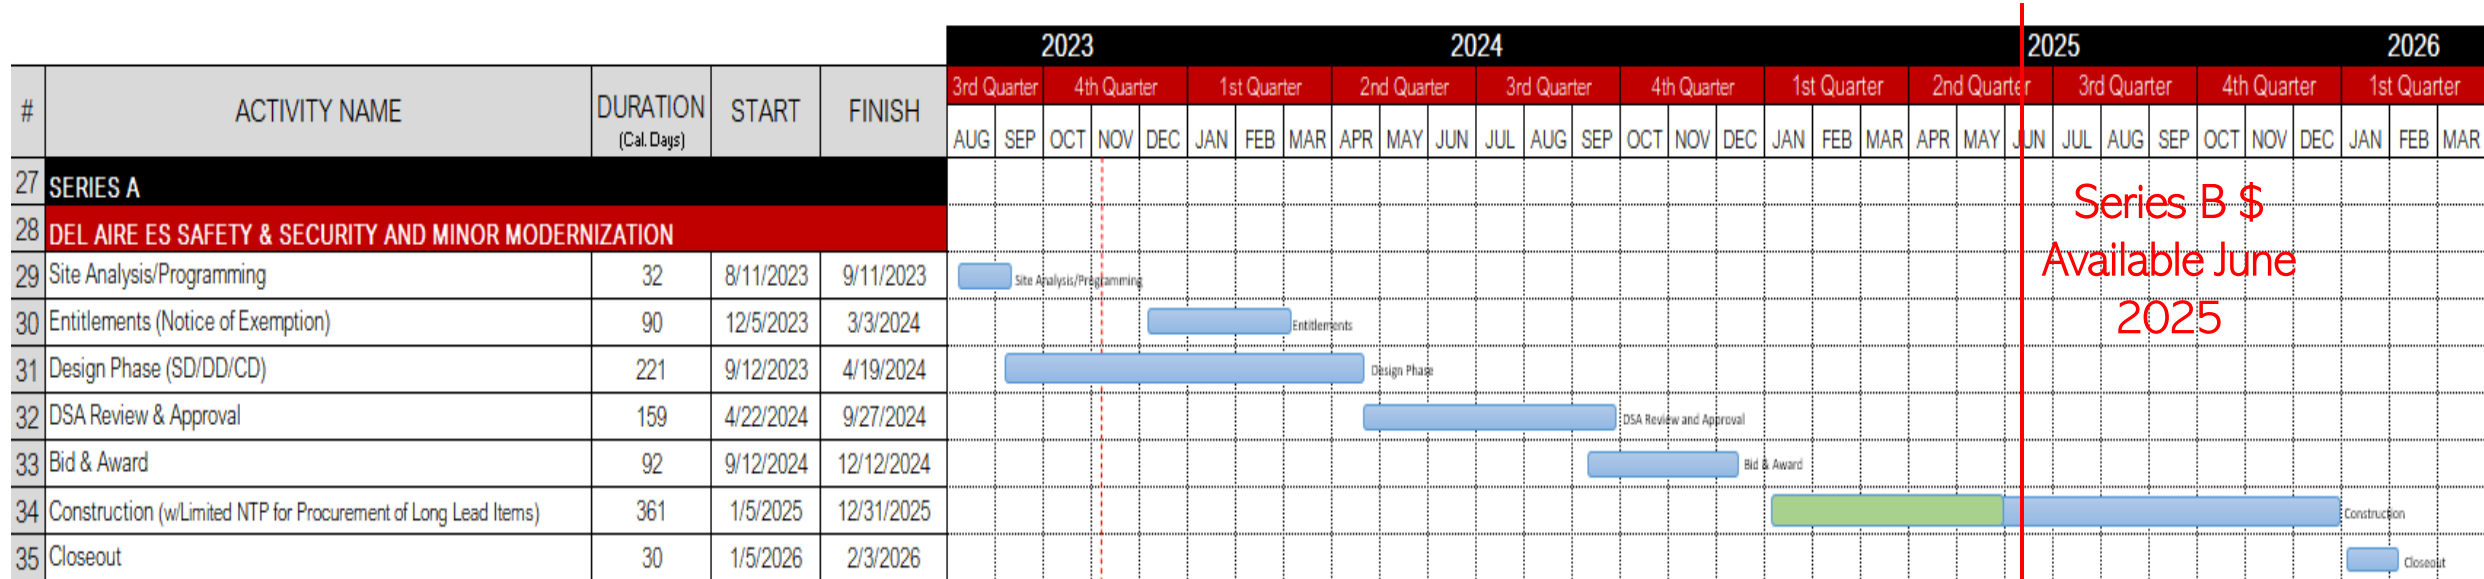 2023 2024 2025 2026
# ACTIVITY NAME DURATION (Cal. Days) START FINISH
3rd Quarter 4th Quarter 1st Quarter 2nd Quarter 3rd Quarter 4th Quarter 1st Quarter 2nd Quarter 3rd Quarter 4th Quarter 1st Quarter
AUG SEP OCT NOV DEC JAN FEB MAR APR MAY JUN JUL AUG SEP OCT NOV DEC JAN FEB MAR APR MAY JUN JUL AUG SEP OCT NOV DEC JAN FEB MAR
27 SERIES A
28 DEL AIRE ES SAFETY & SECURITY AND MINOR MODERNIZATION
29 Site Analysis/Programming 32 8/11/2023 9/11/2023 Site Analysis/Programming
30 Entitlements (Notice of Exemption) 90 12/5/2023 3/3/2024 Entitlements
31 Design Phase (SD/DD/CD) 221 9/12/2023 4/19/2024 Design Phase
32 DSA Review & Approval 159 4/22/2024 9/27/2024 DSA Review and Approval
33 Bid & Award 92 9/12/2024 12/12/2024 Bid & Award
34 Construction (w/Limited NTP for Procurement of Long Lead Items) 361 1/5/2025 12/31/2025 Construction
35 Closeout 30 1/5/2026 2/3/2026 Closeout
Series B $
Available June
2025